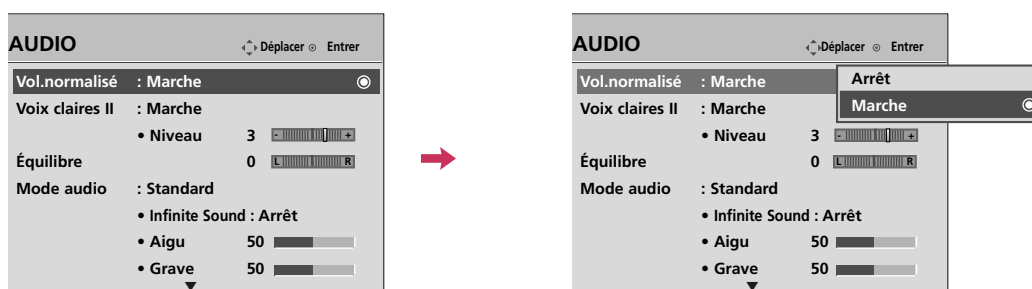 AUDIO
Déplacer Entrer
Vol.normalisé : Marche
Voix claires II : Marche
• Niveau 3 - +
Équilibre 0 L R
Mode audio : Standard
• Infinite Sound : Arrêt
• Aigu 50
• Grave 50
AUDIO
Déplacer Entrer
Vol.normalisé : Marche
Arrêt
Marche
Voix claires II : Marche
• Niveau 3 - +
Équilibre 0 L R
Mode audio : Standard
• Infinite Sound : Arrêt
• Aigu 50
• Grave 50